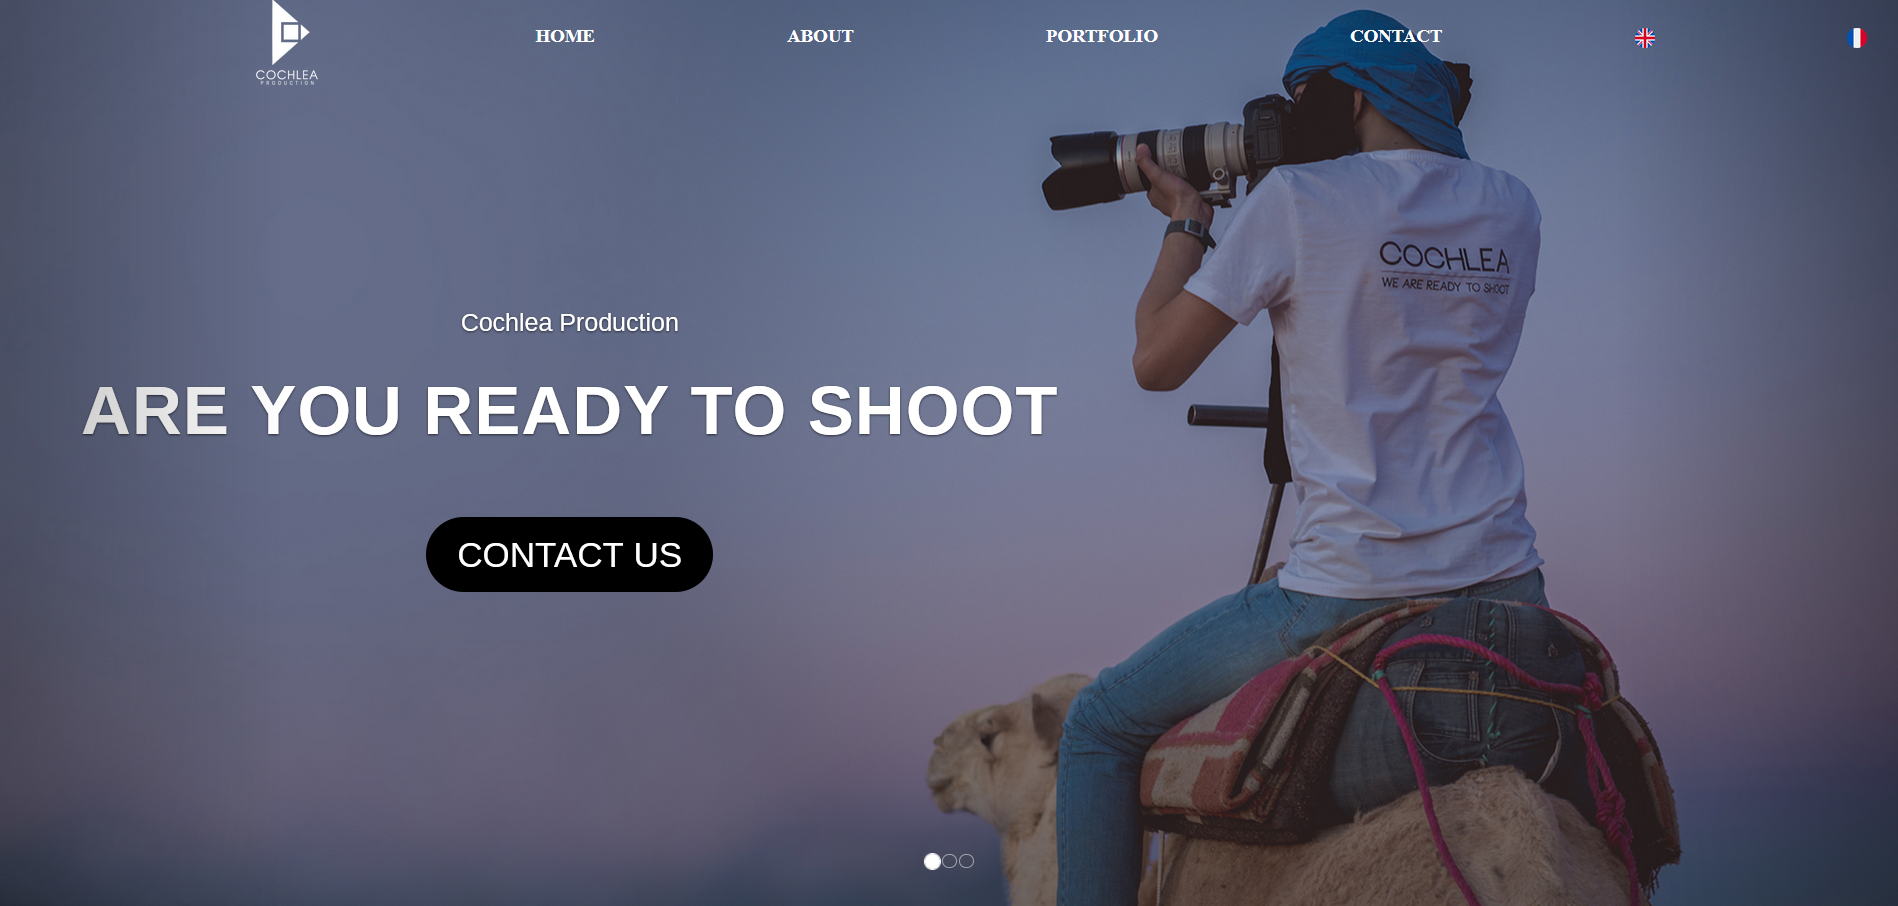 COCHLEA
PRODUCTION
HOME
ABOUT
PORTFOLIO
CONTACT
COCHLEA
WE ARE READY TO SHOOT
Cochlea Production
ARE YOU READY TO SHOOT
CONTACT US